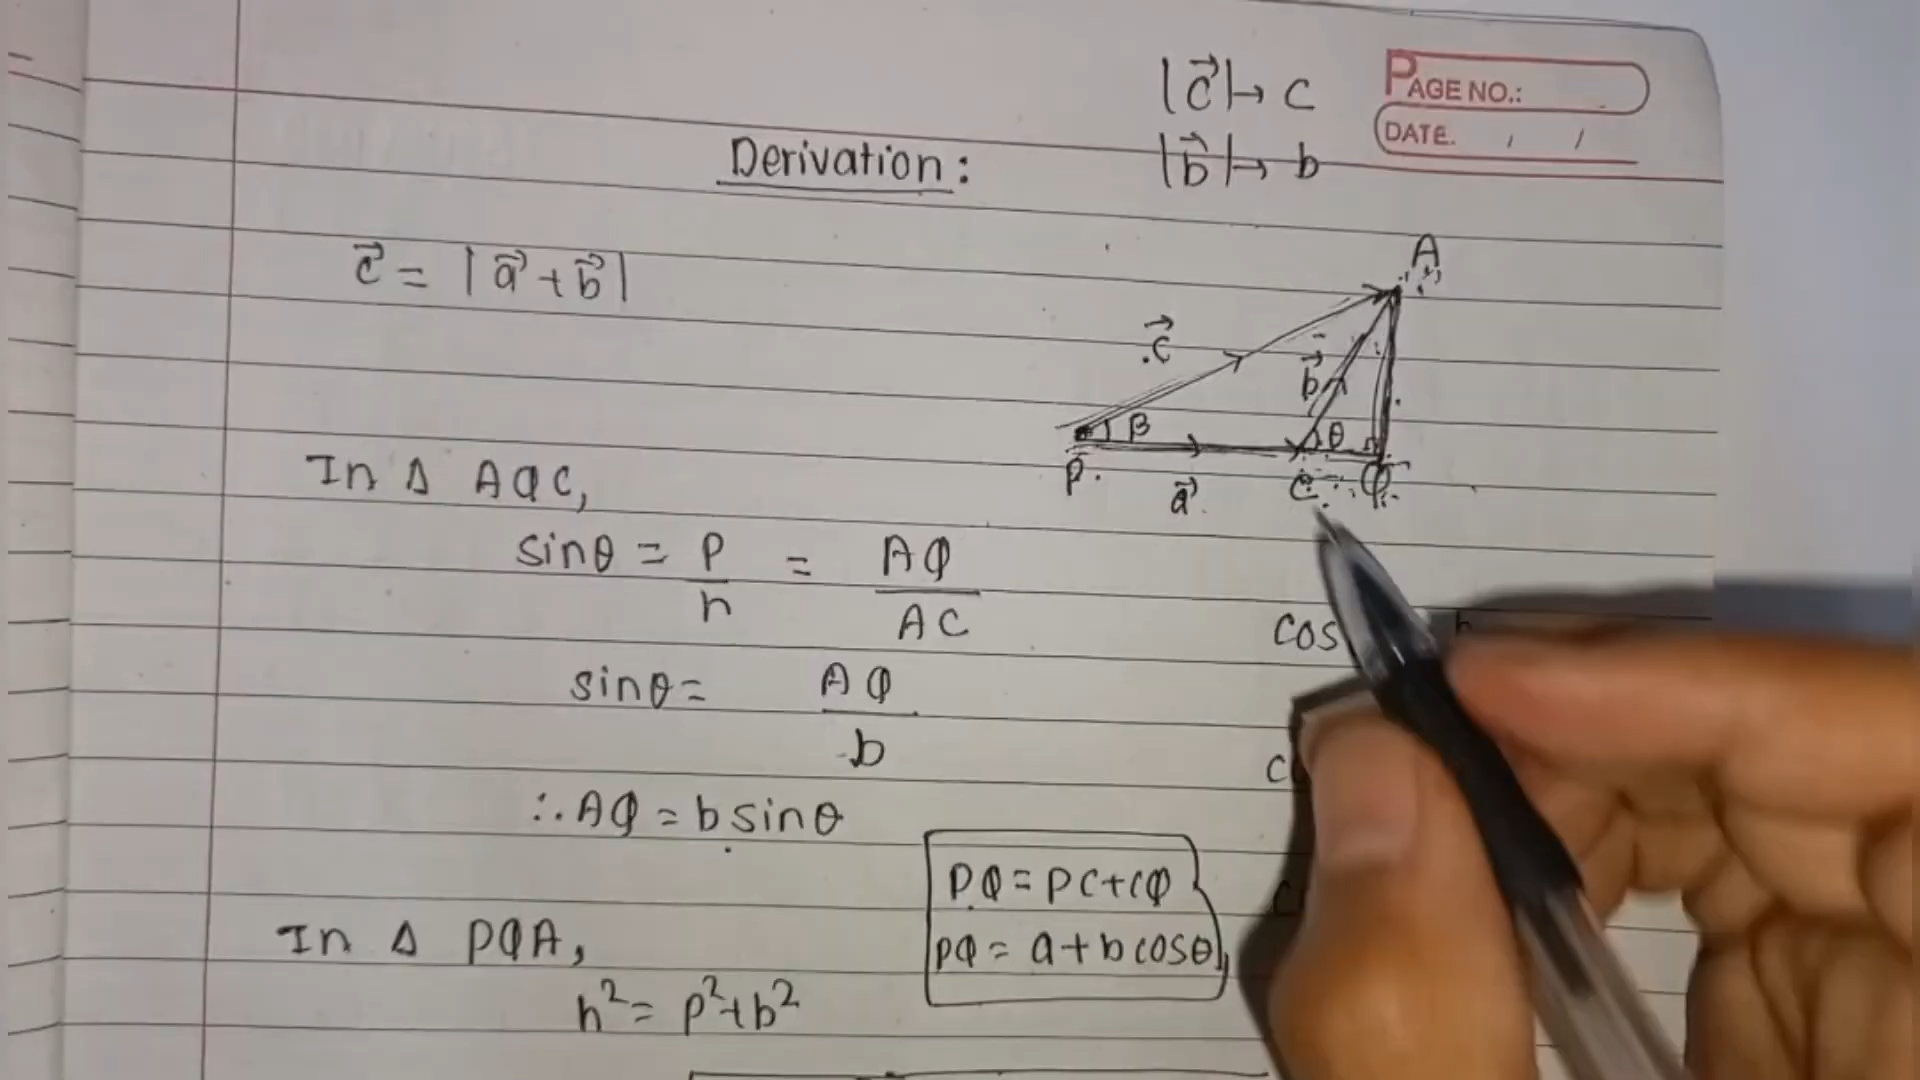 |c⃗|→ c
PAGE NO.:
DATE. / /
Derivation:
|b⃗|→ b
c⃗ = |a⃗ + b⃗|
A
c⃗
b⃗
β
θ
P.
a⃗
C
Q
In Δ AQC,
sinθ = P/h = AQ/AC
cos
sinθ = AQ/b
∴ AQ = b sinθ
PQ = PC+CQ
PQ = a+b cosθ
In Δ PQA,
h² = p²+b²